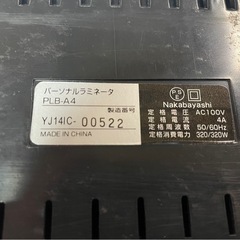 パーソナルラミネータ
PLB-A4
製造番号
YJ14IC-00522
MADE IN CHINA
PS
E
Nakabayashi
定格電圧 AC100V
定格電流 4A
定格周波数 50/60Hz
定格消費電力 320/320W